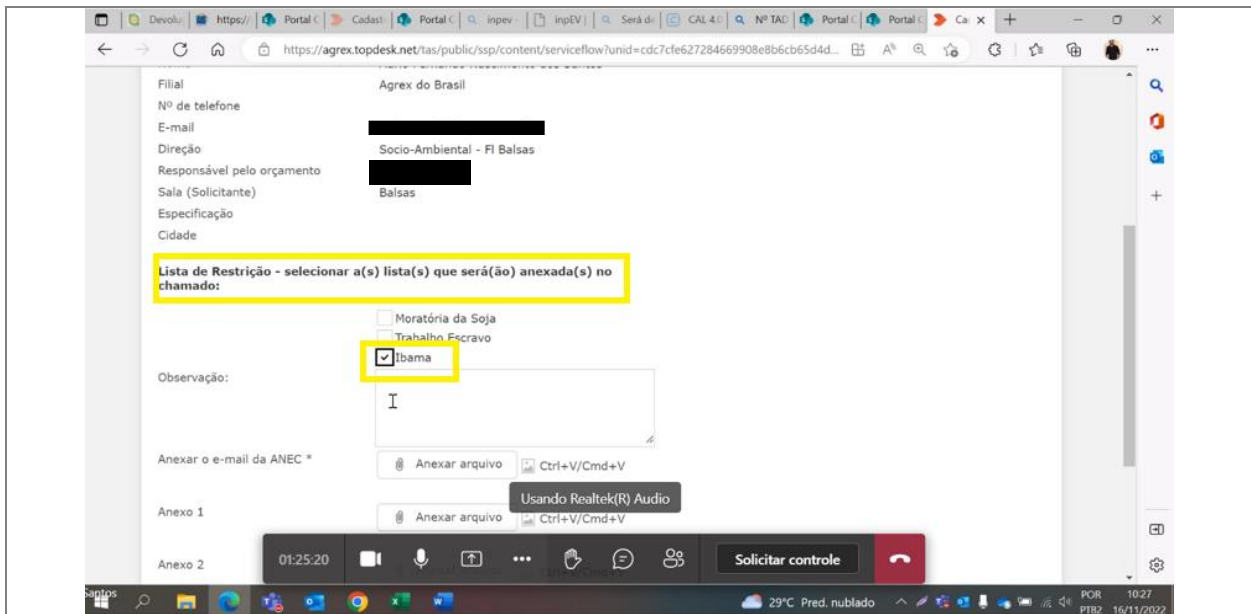 Devolu
https://
Portal C
Cadast
Portal C
inpev -
inpEV |
Será de
CAL 4.0
Nº TAD
Portal C
Portal C
Ca
https://agrex.topdesk.net/tas/public/ssp/content/serviceflow?unid=cdc7cfe627284669908e8b6cb65d4d...
Filial Agrex do Brasil
Nº de telefone
E-mail
Direção Socio-Ambiental - Fl Balsas
Responsável pelo orçamento
Sala (Solicitante) Balsas
Especificação
Cidade
Lista de Restrição - selecionar a(s) lista(s) que será(ão) anexada(s) no
chamado:
Moratória da Soja
Trabalho Escravo
Ibama
Observação:
Anexar o e-mail da ANEC * Anexar arquivo Ctrl+V/Cmd+V
Usando Realtek(R) Audio
Anexo 1 Anexar arquivo Ctrl+V/Cmd+V
Anexo 2
01:25:20 Solicitar controle
Santos
29°C Pred. nublado
POR
PTB2
10:27
16/11/2022